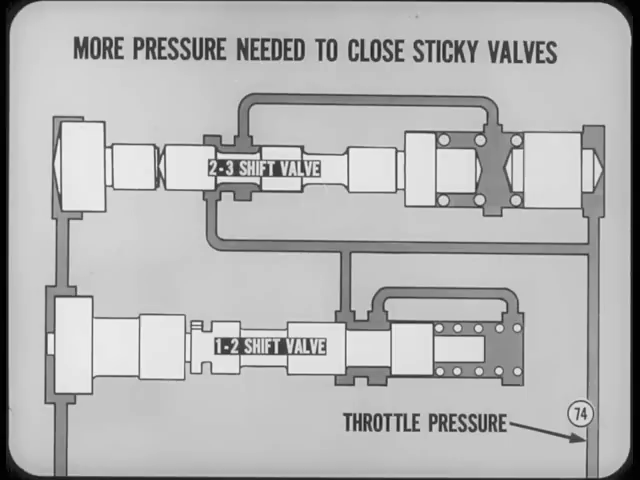 MORE PRESSURE NEEDED TO CLOSE STICKY VALVES
2-3 SHIFT VALVE
1-2 SHIFT VALVE
74
THROTTLE PRESSURE